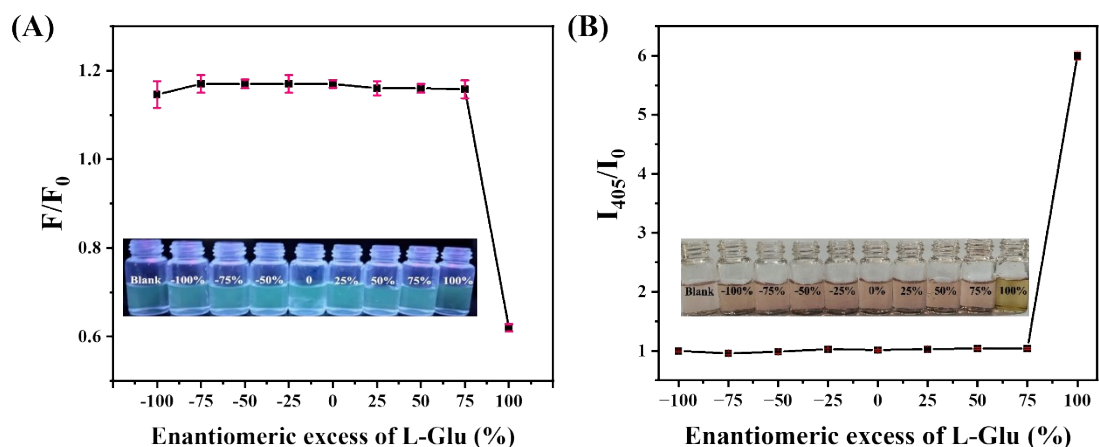 (A)
F/F0
1.2
1.0
0.8
0.6
Blank -100% -75% -50% 0 25% 50% 75% 100%
-100 -75 -50 -25 0 25 50 75 100
Enantiomeric excess of L-Glu (%)
(B)
I405/I0
6
5
4
3
2
1
Blank -100% -75% -50% -25% 0% 25% 50% 75% 100%
−100 −75 −50 −25 0 25 50 75 100
Enantiomeric excess of L-Glu (%)